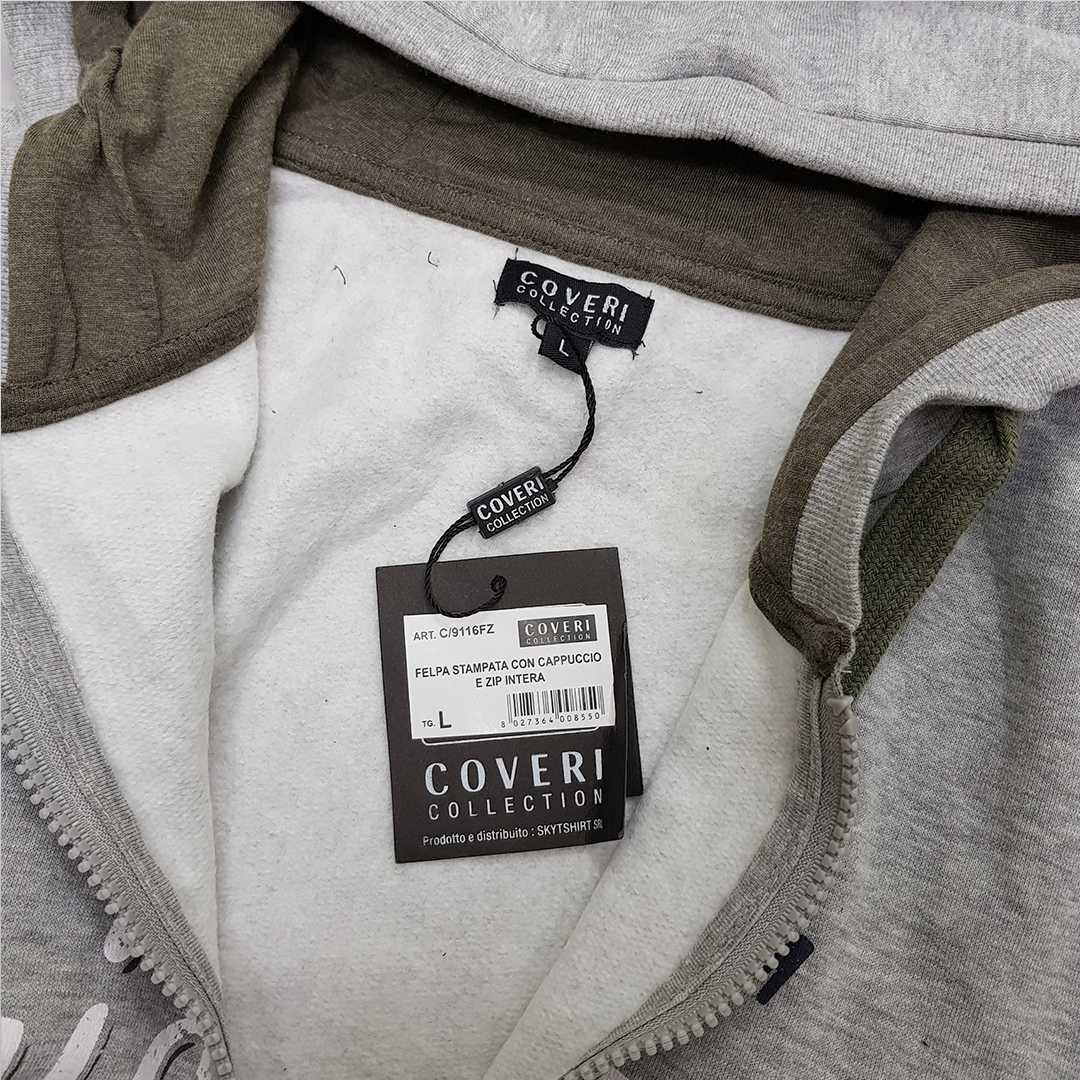 COVERI
COLLECTION
L
COVERI
COLLECTION
ART. C/9116FZ
COVERI
COLLECTION
FELPA STAMPATA CON CAPPUCCIO
E ZIP INTERA
TG. L
8 027364 008550
COVERI
COLLECTION
Prodotto e distribuito : SKYTSHIRT SRL